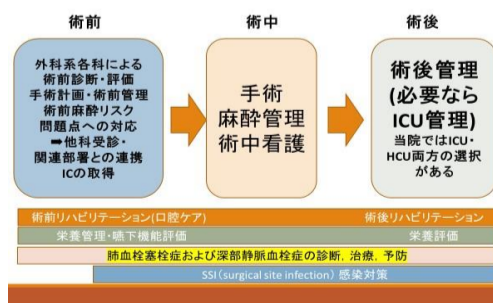 術前
術中
術後
外科系各科による
術前診断・評価
手術計画・術前管理
術前麻酔リスク
問題点への対応
➡他科受診・
関連部署との連携
ICの取得
手術
麻酔管理
術中看護
術後管理
(必要なら
ICU管理)
当院ではICU・
HCU両方の選択
がある
術前リハビリテーション(口腔ケア)
術後リハビリテーション
栄養管理・嚥下機能評価
栄養評価
肺血栓塞栓症および深部静脈血栓症の診断, 治療, 予防
SSI(surgical site infection) 感染対策